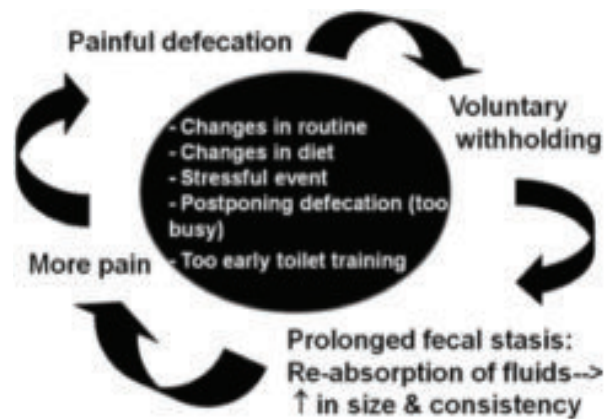 Painful defecation
Voluntary
withholding
- Changes in routine
- Changes in diet
- Stressful event
- Postponing defecation (too
busy)
- Too early toilet training
More pain
Prolonged fecal stasis:
Re-absorption of fluids-->
↑ in size & consistency